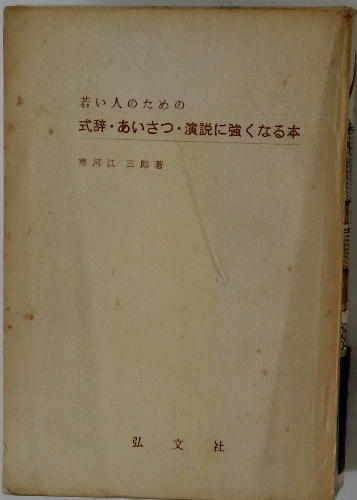 若い人のための
式辞・あいさつ・演説に強くなる本
寒河江 三郎著
弘文社